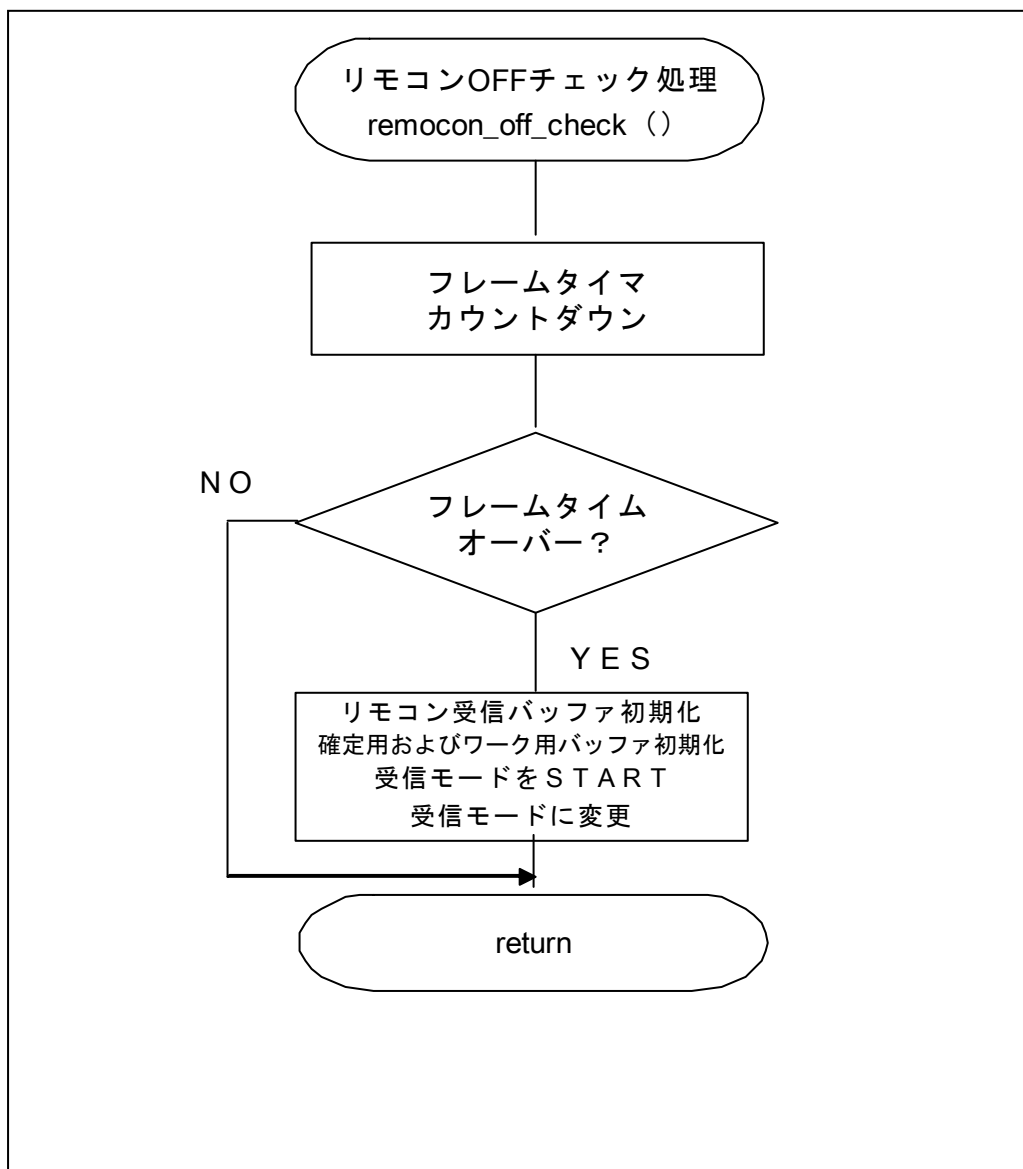 リモコンOFFチェック処理
remocon_off_check（）
フレームタイマ
カウントダウン
NO
フレームタイム
オーバー？
YES
リモコン受信バッファ初期化
確定用およびワーク用バッファ初期化
受信モードをSTART
受信モードに変更
return